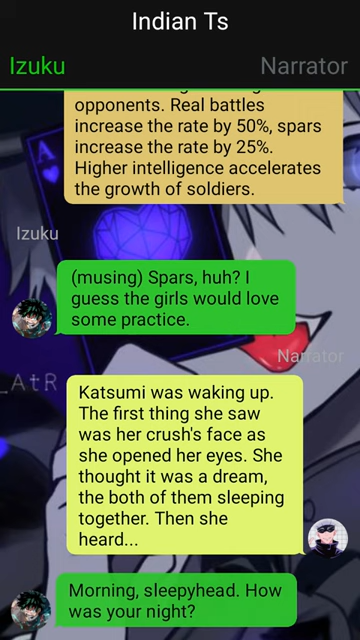 Indian Ts
Izuku
Narrator
opponents. Real battles
increase the rate by 50%, spars
increase the rate by 25%.
Higher intelligence accelerates
the growth of soldiers.
Izuku
(musing) Spars, huh? I
guess the girls would love
some practice.
Narrator
_AtR
Katsumi was waking up.
The first thing she saw
was her crush's face as
she opened her eyes. She
thought it was a dream,
the both of them sleeping
together. Then she
heard...
Morning, sleepyhead. How
was your night?